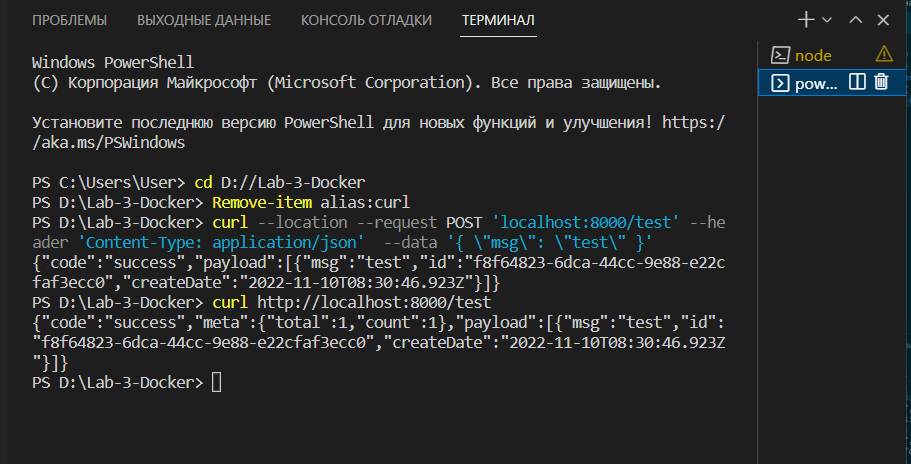 ПРОБЛЕМЫ ВЫХОДНЫЕ ДАННЫЕ КОНСОЛЬ ОТЛАДКИ ТЕРМИНАЛ
node
pow...
Windows PowerShell
(C) Корпорация Майкрософт (Microsoft Corporation). Все права защищены.
Установите последнюю версию PowerShell для новых функций и улучшения! https:/
/aka.ms/PSWindows
PS C:\Users\User> cd D://Lab-3-Docker
PS D:\Lab-3-Docker> Remove-item alias:curl
PS D:\Lab-3-Docker> curl --location --request POST 'localhost:8000/test' --he
ader 'Content-Type: application/json'  --data '{ \"msg\": \"test\" }'
{"code":"success","payload":[{"msg":"test","id":"f8f64823-6dca-44cc-9e88-e22c
faf3ecc0","createDate":"2022-11-10T08:30:46.923Z"}]}
PS D:\Lab-3-Docker> curl http://localhost:8000/test
{"code":"success","meta":{"total":1,"count":1},"payload":[{"msg":"test","id":
"f8f64823-6dca-44cc-9e88-e22cfaf3ecc0","createDate":"2022-11-10T08:30:46.923Z
"}]}
PS D:\Lab-3-Docker>